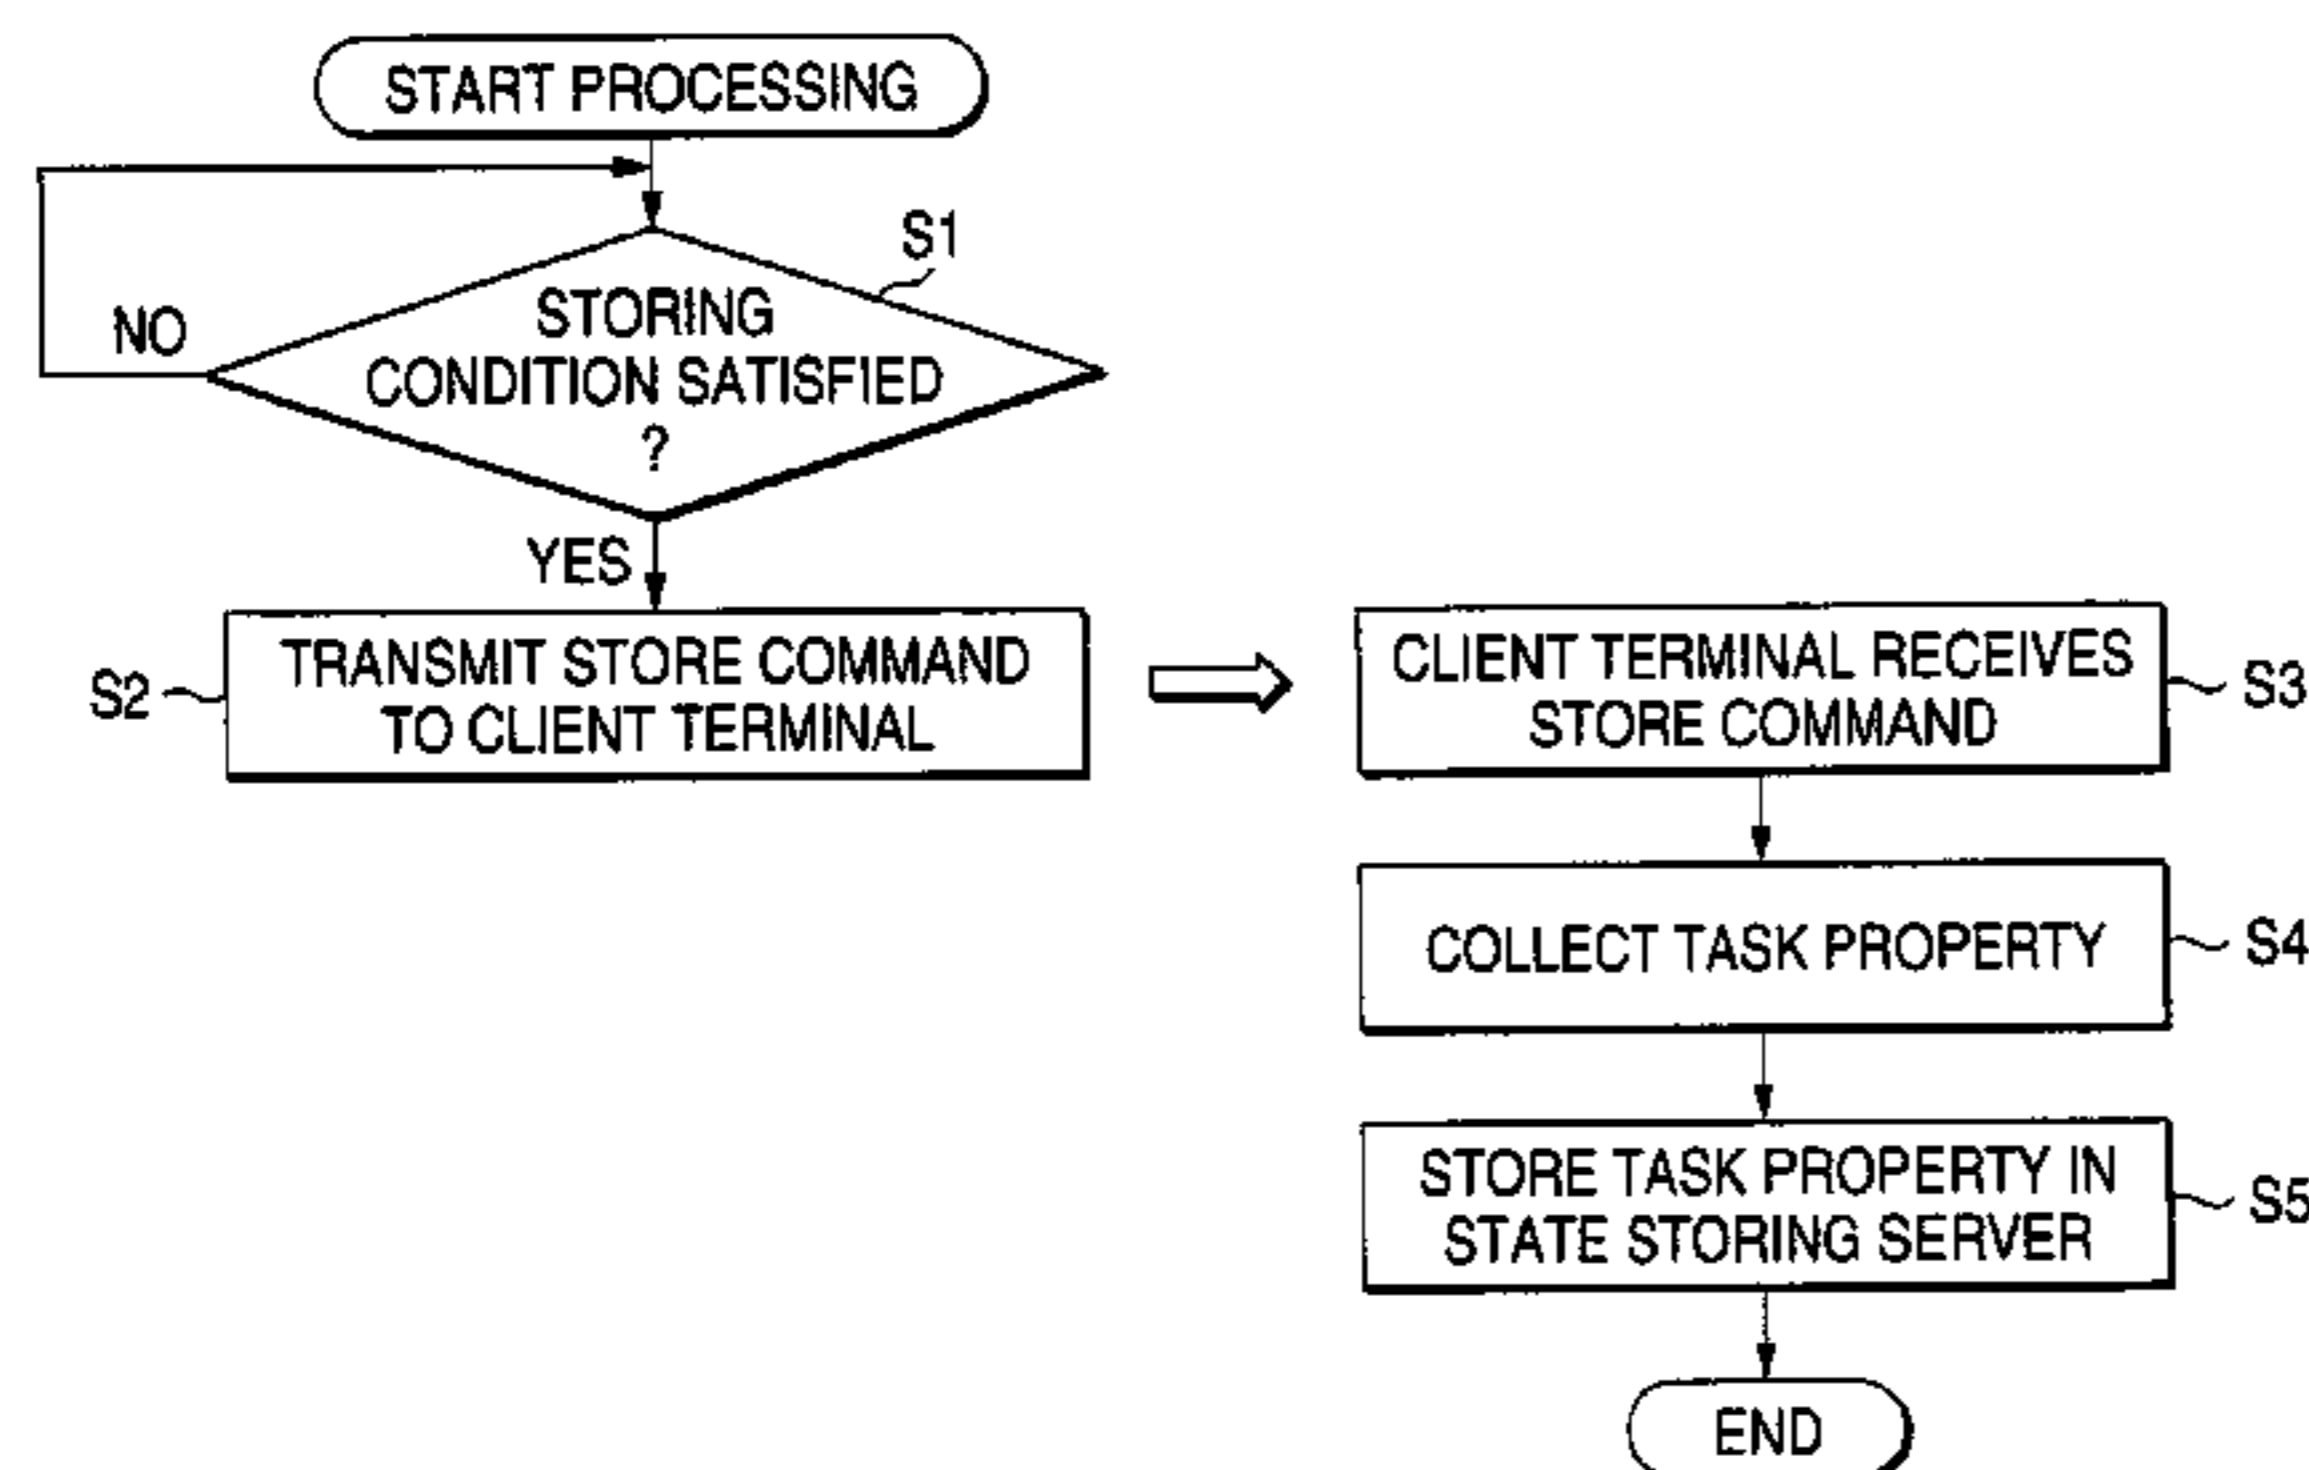 START PROCESSING
S1
STORING
CONDITION SATISFIED
?
NO
YES
S2
TRANSMIT STORE COMMAND
TO CLIENT TERMINAL
CLIENT TERMINAL RECEIVES
STORE COMMAND
S3
COLLECT TASK PROPERTY
S4
STORE TASK PROPERTY IN
STATE STORING SERVER
S5
END